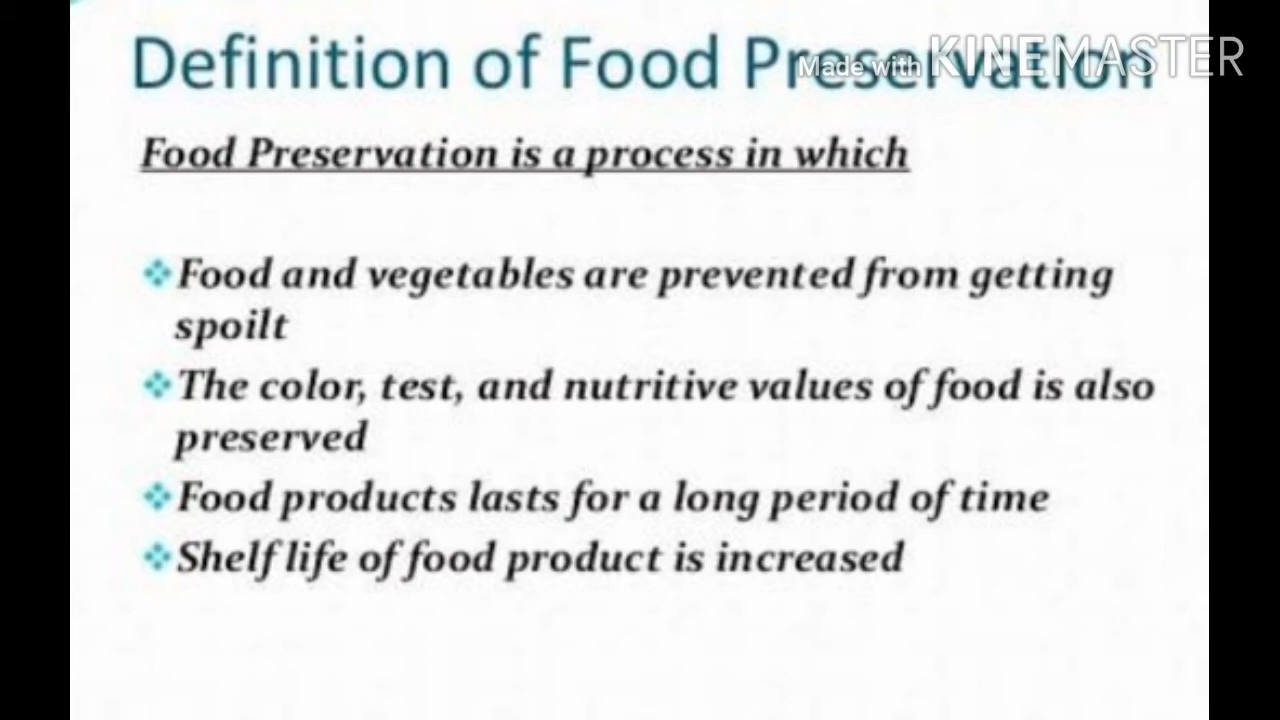 Definition of Food Preservation
Made with KINEMASTER
Food Preservation is a process in which
❖Food and vegetables are prevented from getting
spoilt
❖The color, test, and nutritive values of food is also
preserved
❖Food products lasts for a long period of time
❖Shelf life of food product is increased